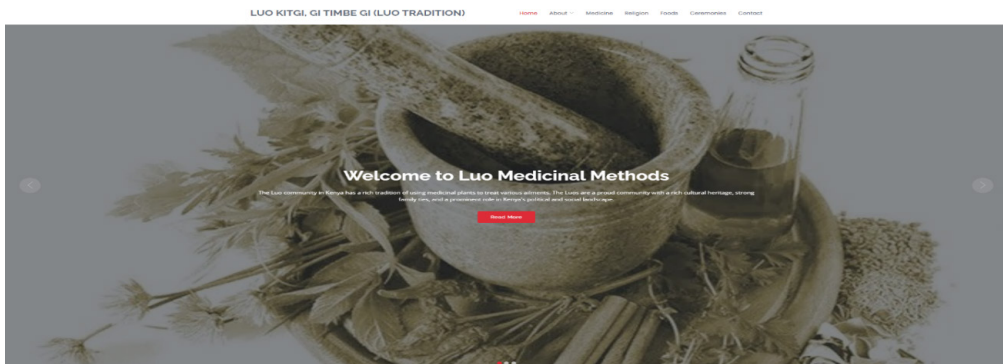 LUO KITGI, GI TIMBE GI (LUO TRADITION)
Home About Medicine Religion Foods Ceremonies Contact
Welcome to Luo Medicinal Methods
The Luo community in Kenya has a rich tradition of using medicinal plants to treat various ailments. The Luos are a proud community with a rich cultural heritage, strong
family ties, and a prominent role in Kenya's political and social landscape.
Read More